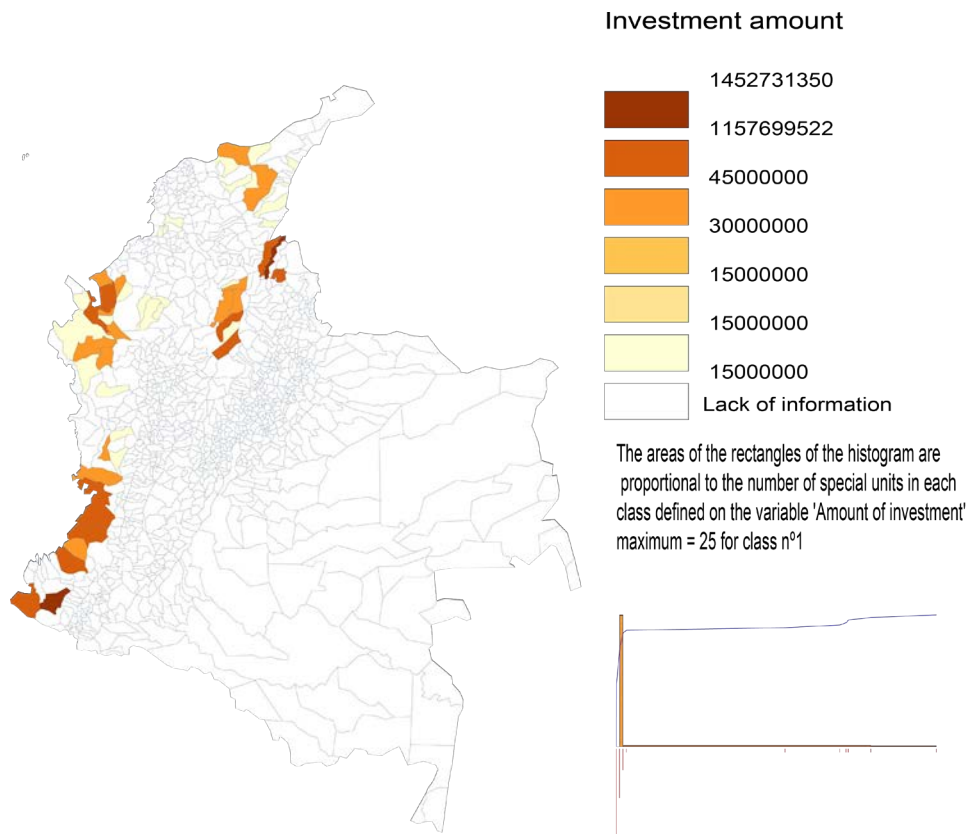 Investment amount
1452731350
1157699522
45000000
30000000
15000000
15000000
15000000
Lack of information
The areas of the rectangles of the histogram are
proportional to the number of special units in each
class defined on the variable 'Amount of investment'
maximum = 25 for class nº1